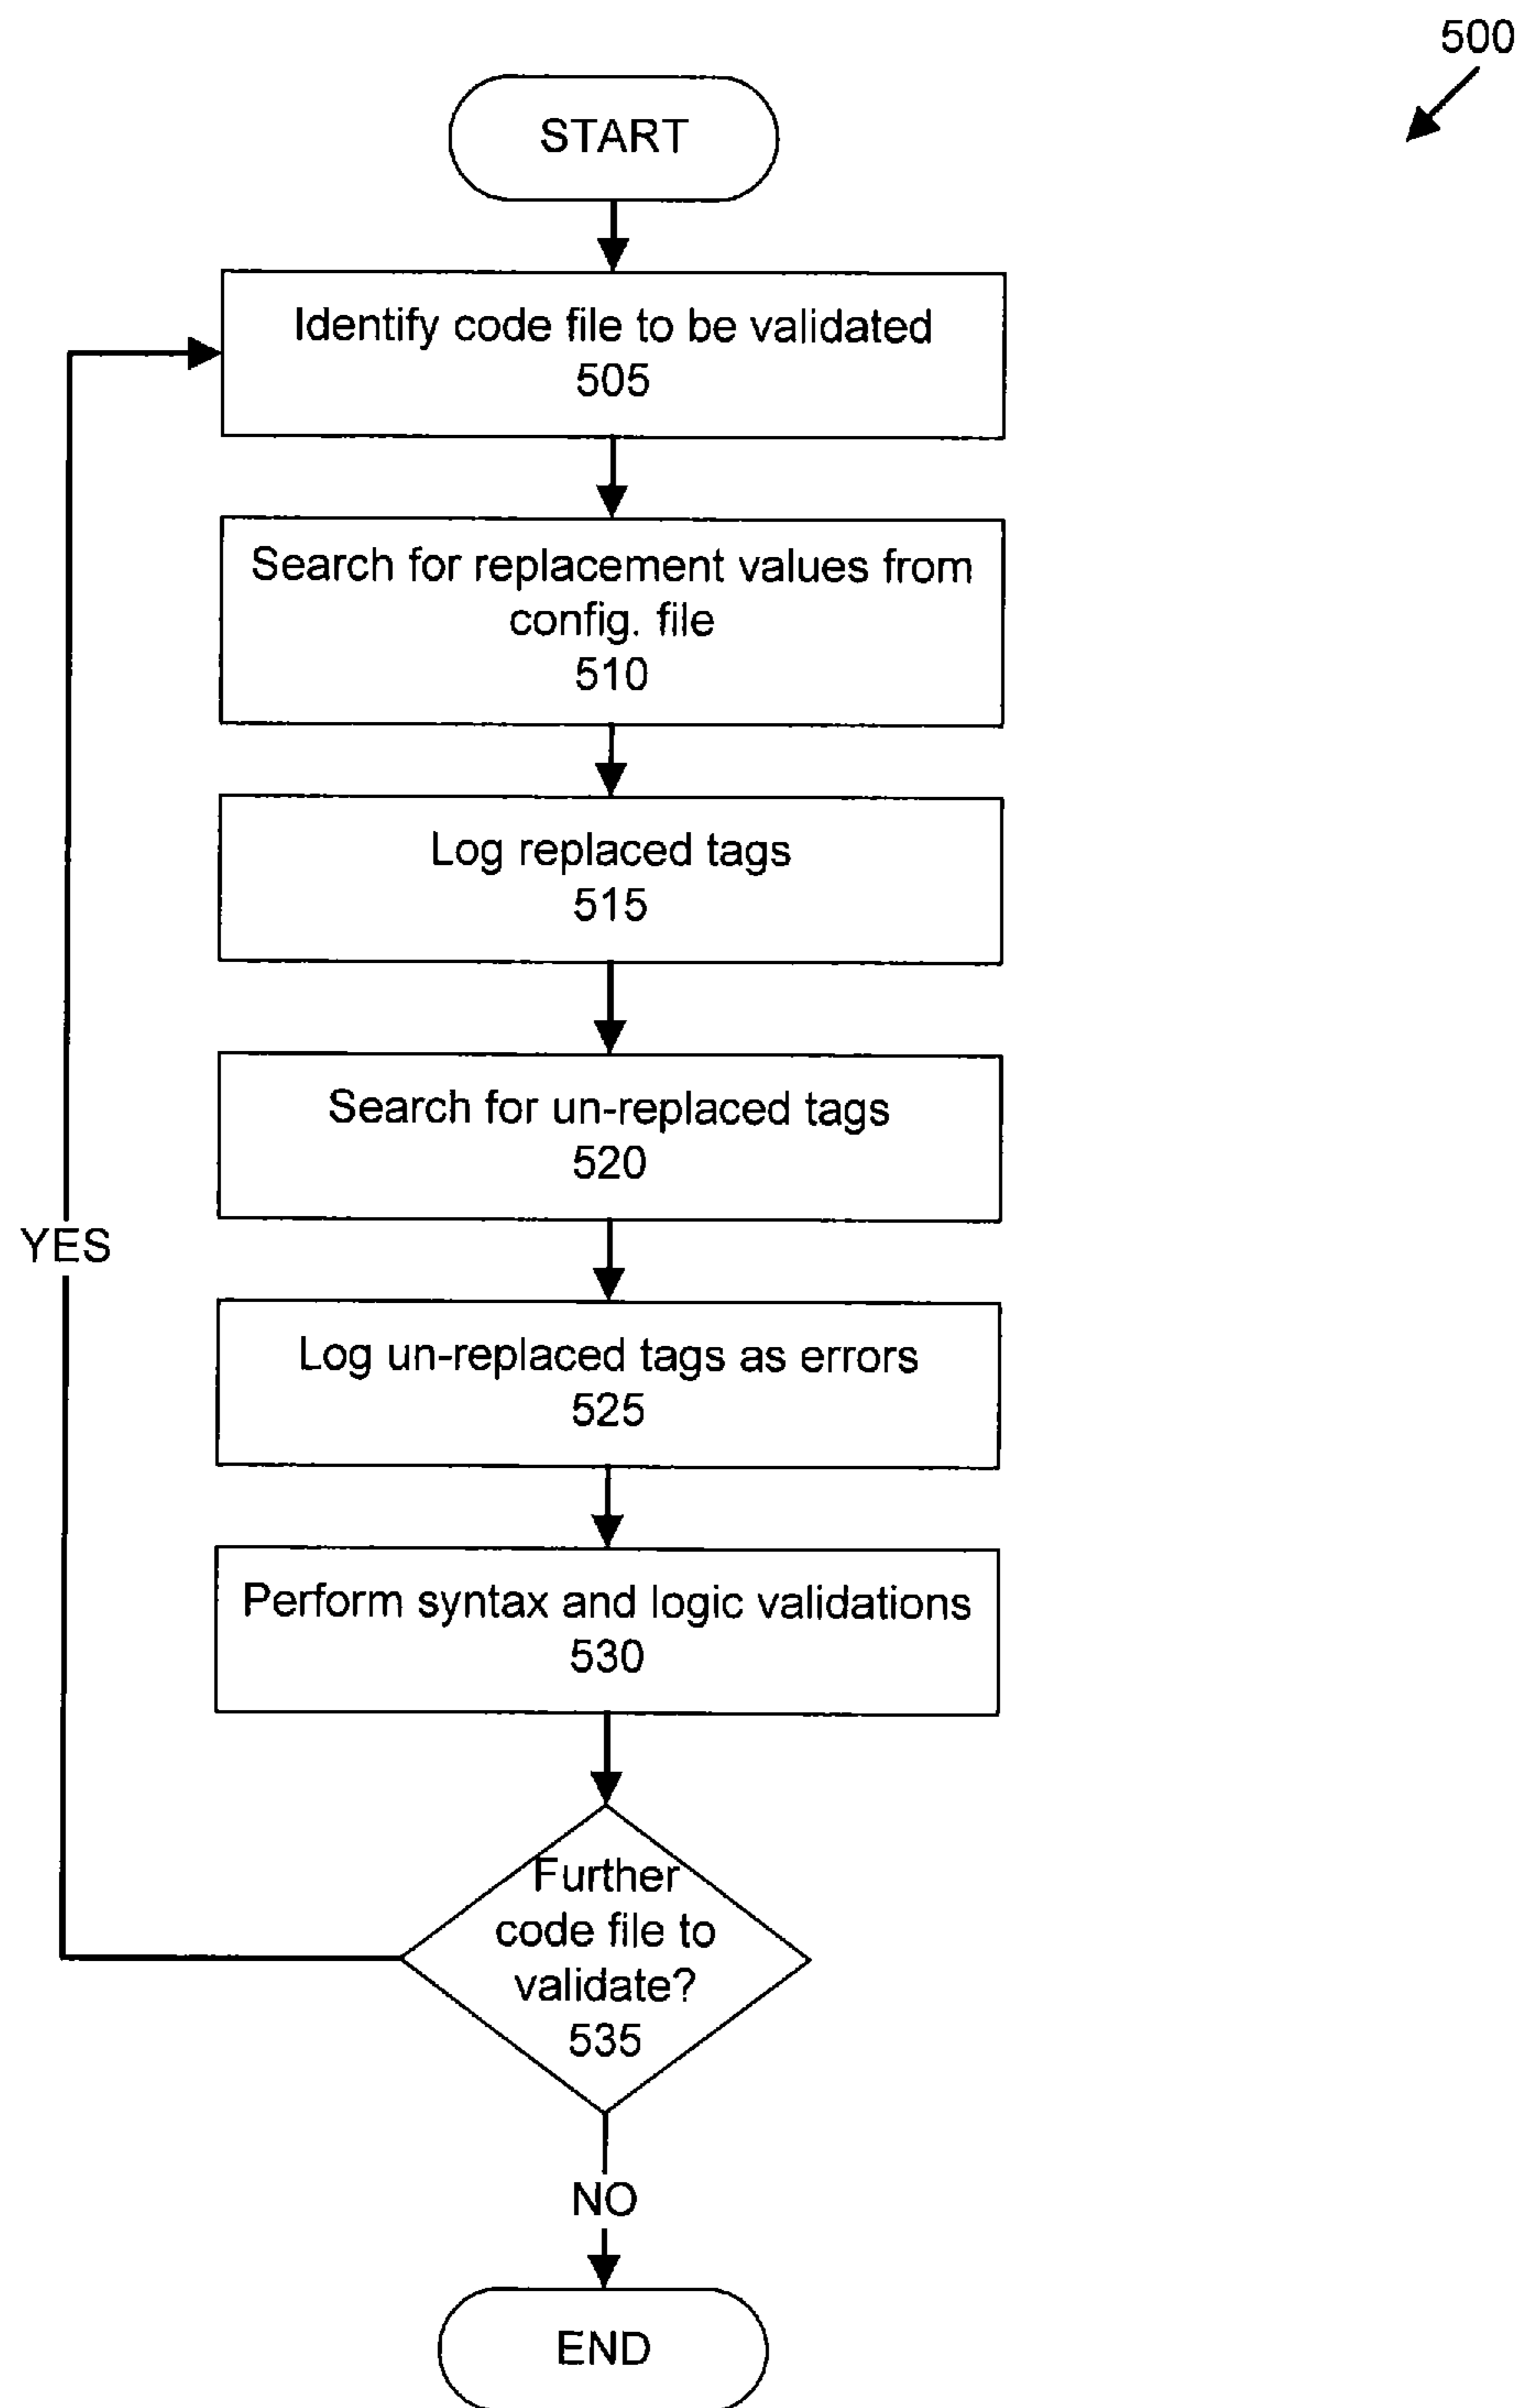 500
START
Identify code file to be validated
505
Search for replacement values from
config. file
510
Log replaced tags
515
Search for un-replaced tags
520
YES
Log un-replaced tags as errors
525
Perform syntax and logic validations
530
Further
code file to
validate?
535
NO
END